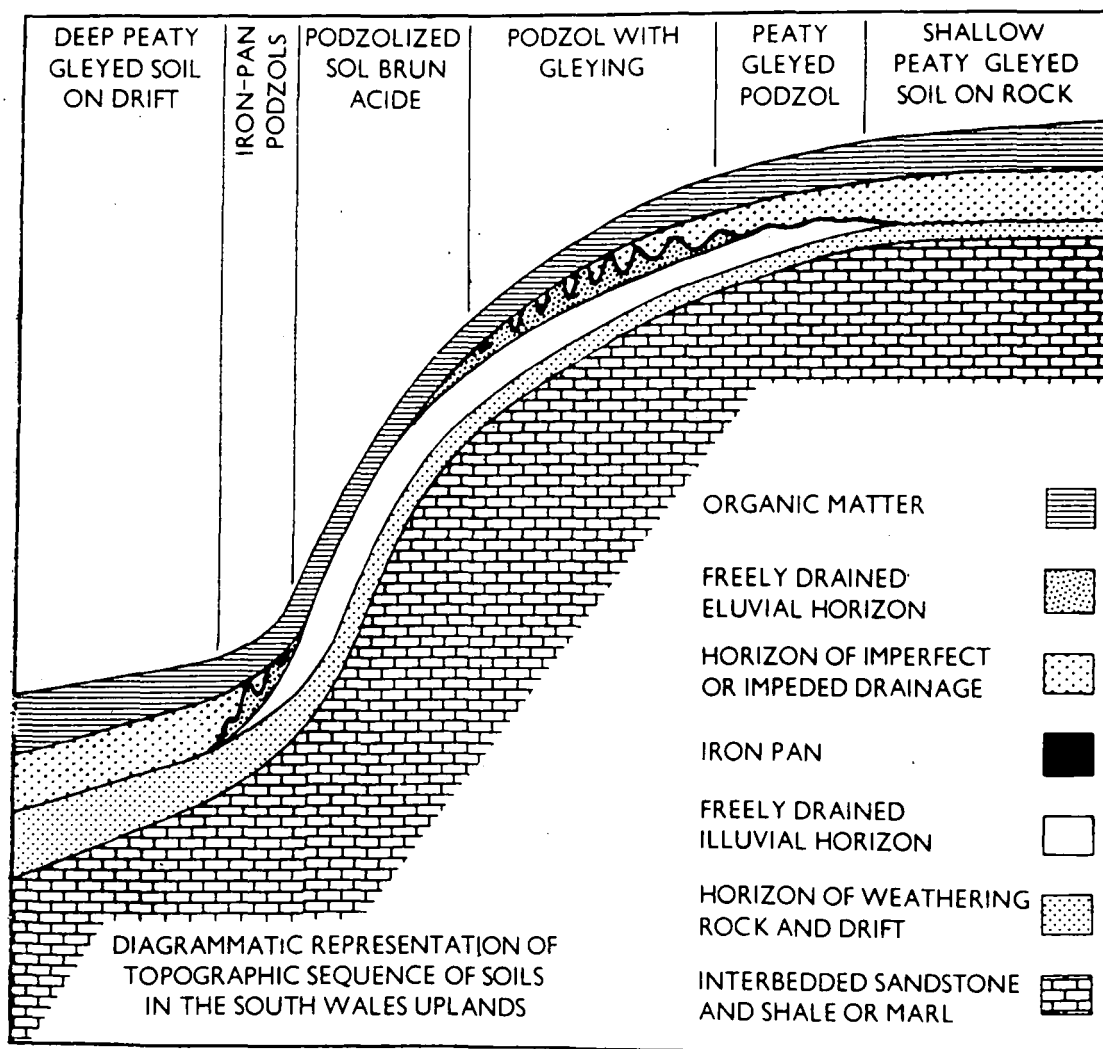 DEEP PEATY
GLEYED SOIL
ON DRIFT
IRON-PAN
PODZOLS
PODZOLIZED
SOL BRUN
ACIDE
PODZOL WITH
GLEYING
PEATY
GLEYED
PODZOL
SHALLOW
PEATY GLEYED
SOIL ON ROCK
ORGANIC MATTER
FREELY DRAINED
ELUVIAL HORIZON
HORIZON OF IMPERFECT
OR IMPEDED DRAINAGE
IRON PAN
FREELY DRAINED
ILLUVIAL HORIZON
HORIZON OF WEATHERING
ROCK AND DRIFT
INTERBEDDED SANDSTONE
AND SHALE OR MARL
DIAGRAMMATIC REPRESENTATION OF
TOPOGRAPHIC SEQUENCE OF SOILS
IN THE SOUTH WALES UPLANDS